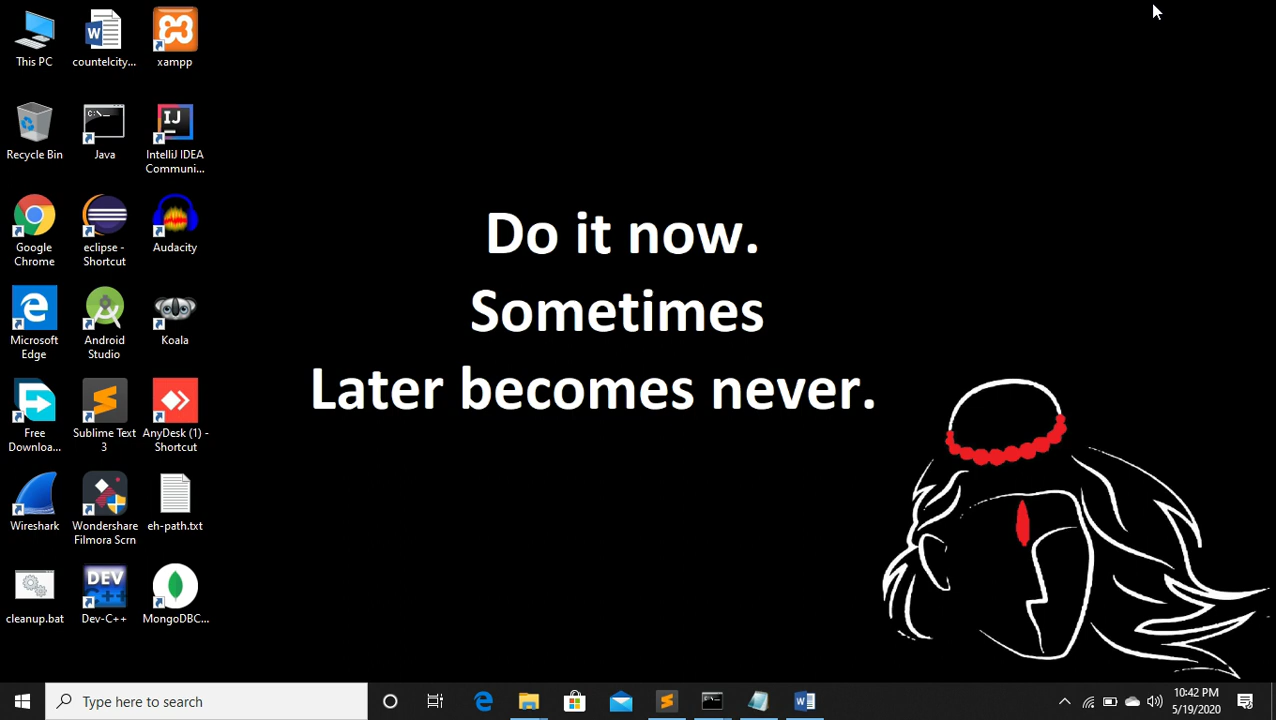 This PC
countelcity...
xampp
Recycle Bin
C:\
Java
IJ
IntelliJ IDEA
Communi...
Google
Chrome
eclipse -
Shortcut
Audacity
Microsoft
Edge
Android
Studio
Koala
Free
Downloa...
Sublime Text
3
AnyDesk (1) -
Shortcut
Wireshark
Wondershare
Filmora Scrn
eh-path.txt
cleanup.bat
DEV
C++
Dev-C++
MongoDBC...
Do it now.
Sometimes
Later becomes never.
Type here to search
10:42 PM
5/19/2020